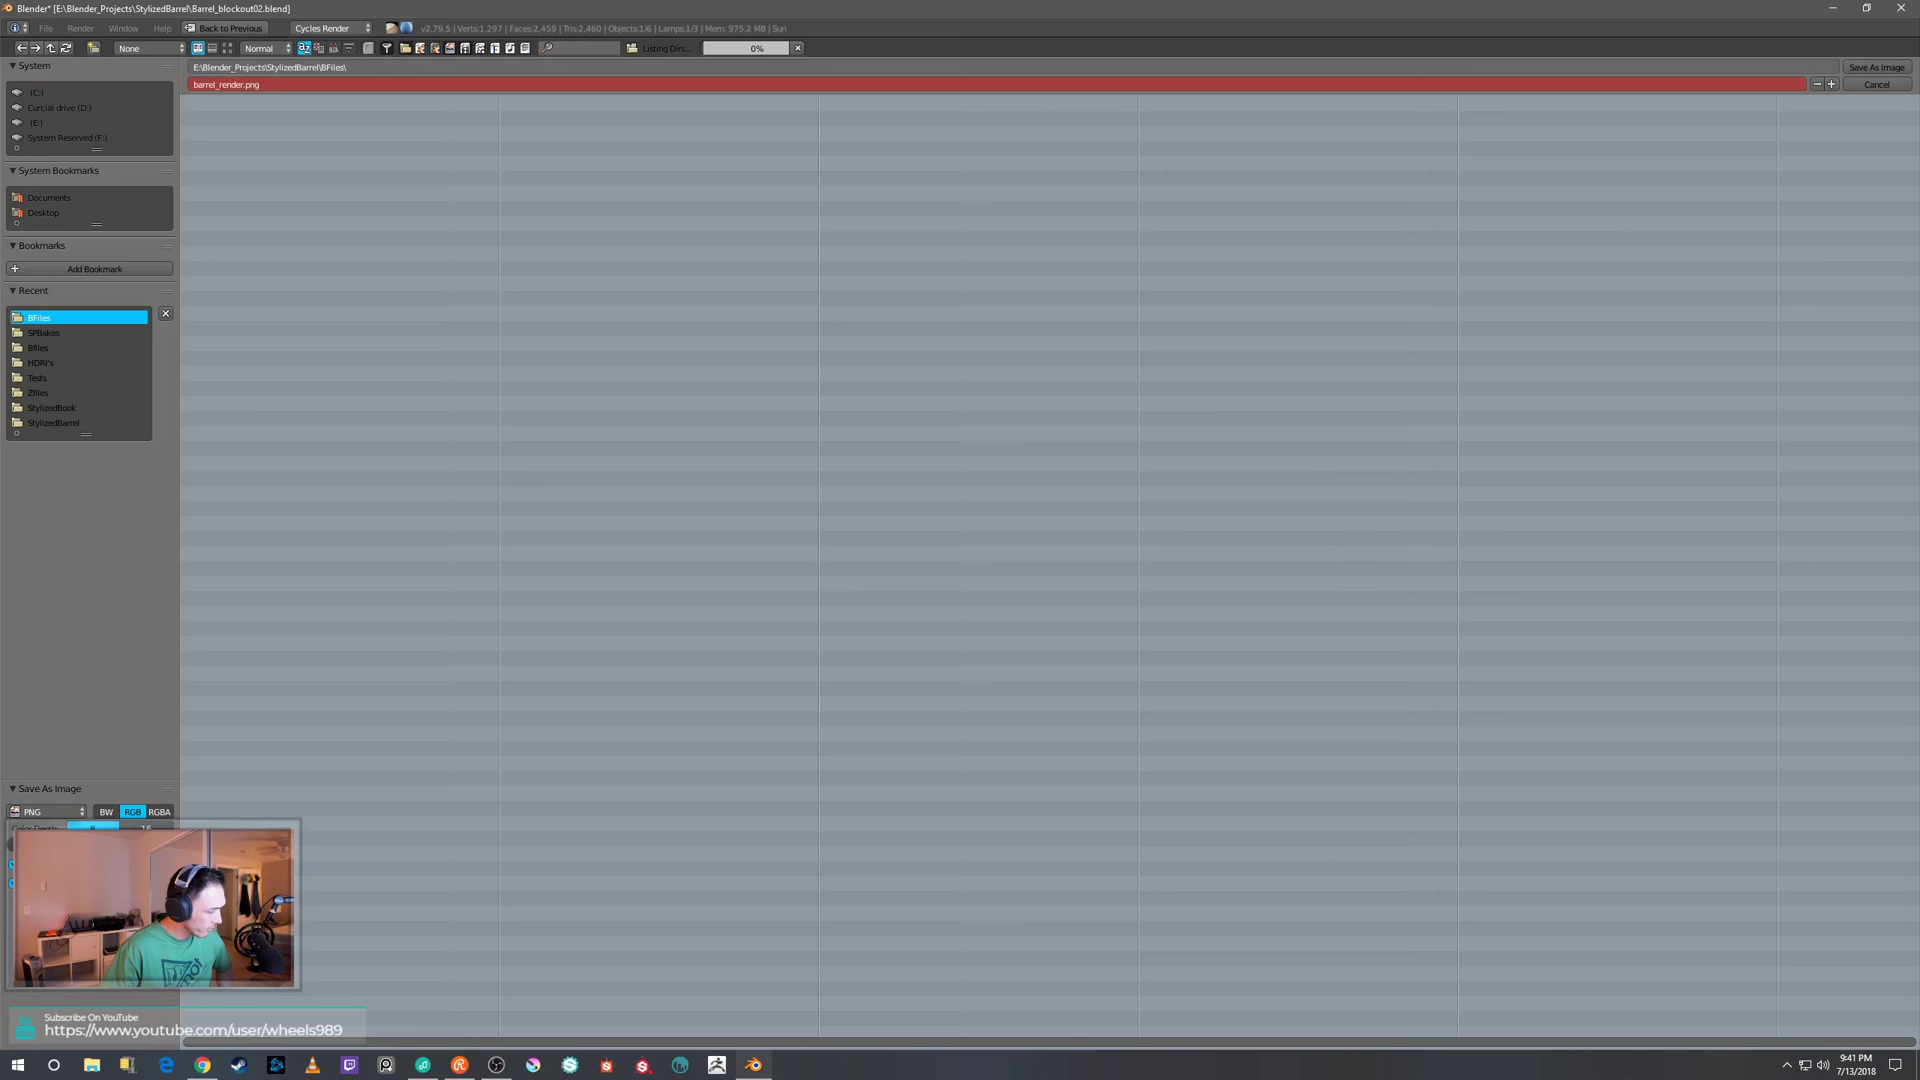 Blender* [E:\Blender_Projects\StylizedBarrel\Barrel_blockout02.blend]
File Render Window Help Back to Previous Cycles Render v2.79.5 | Verts:1,297 | Faces:2,459 | Tris:2,460 | Objects:1/6 | Lamps:1/3 | Mem: 975.2 MB | Sun
None Normal Listing Dirs... 0%
System
E:\Blender_Projects\StylizedBarrel\BFiles\ Save As Image
barrel_render.png Cancel
(C:)
Curcial drive (D:)
(E:)
System Reserved (F:)
System Bookmarks
Documents
Desktop
Bookmarks
Add Bookmark
Recent
BFiles
SPBakes
Bfiles
HDRI's
Tests
Zfiles
StylizedBook
StylizedBarrel
Save As Image
PNG BW RGB RGBA
Color Depth: 8 16
Subscribe On YouTube
https://www.youtube.com/user/wheels989
9:41 PM
7/13/2018